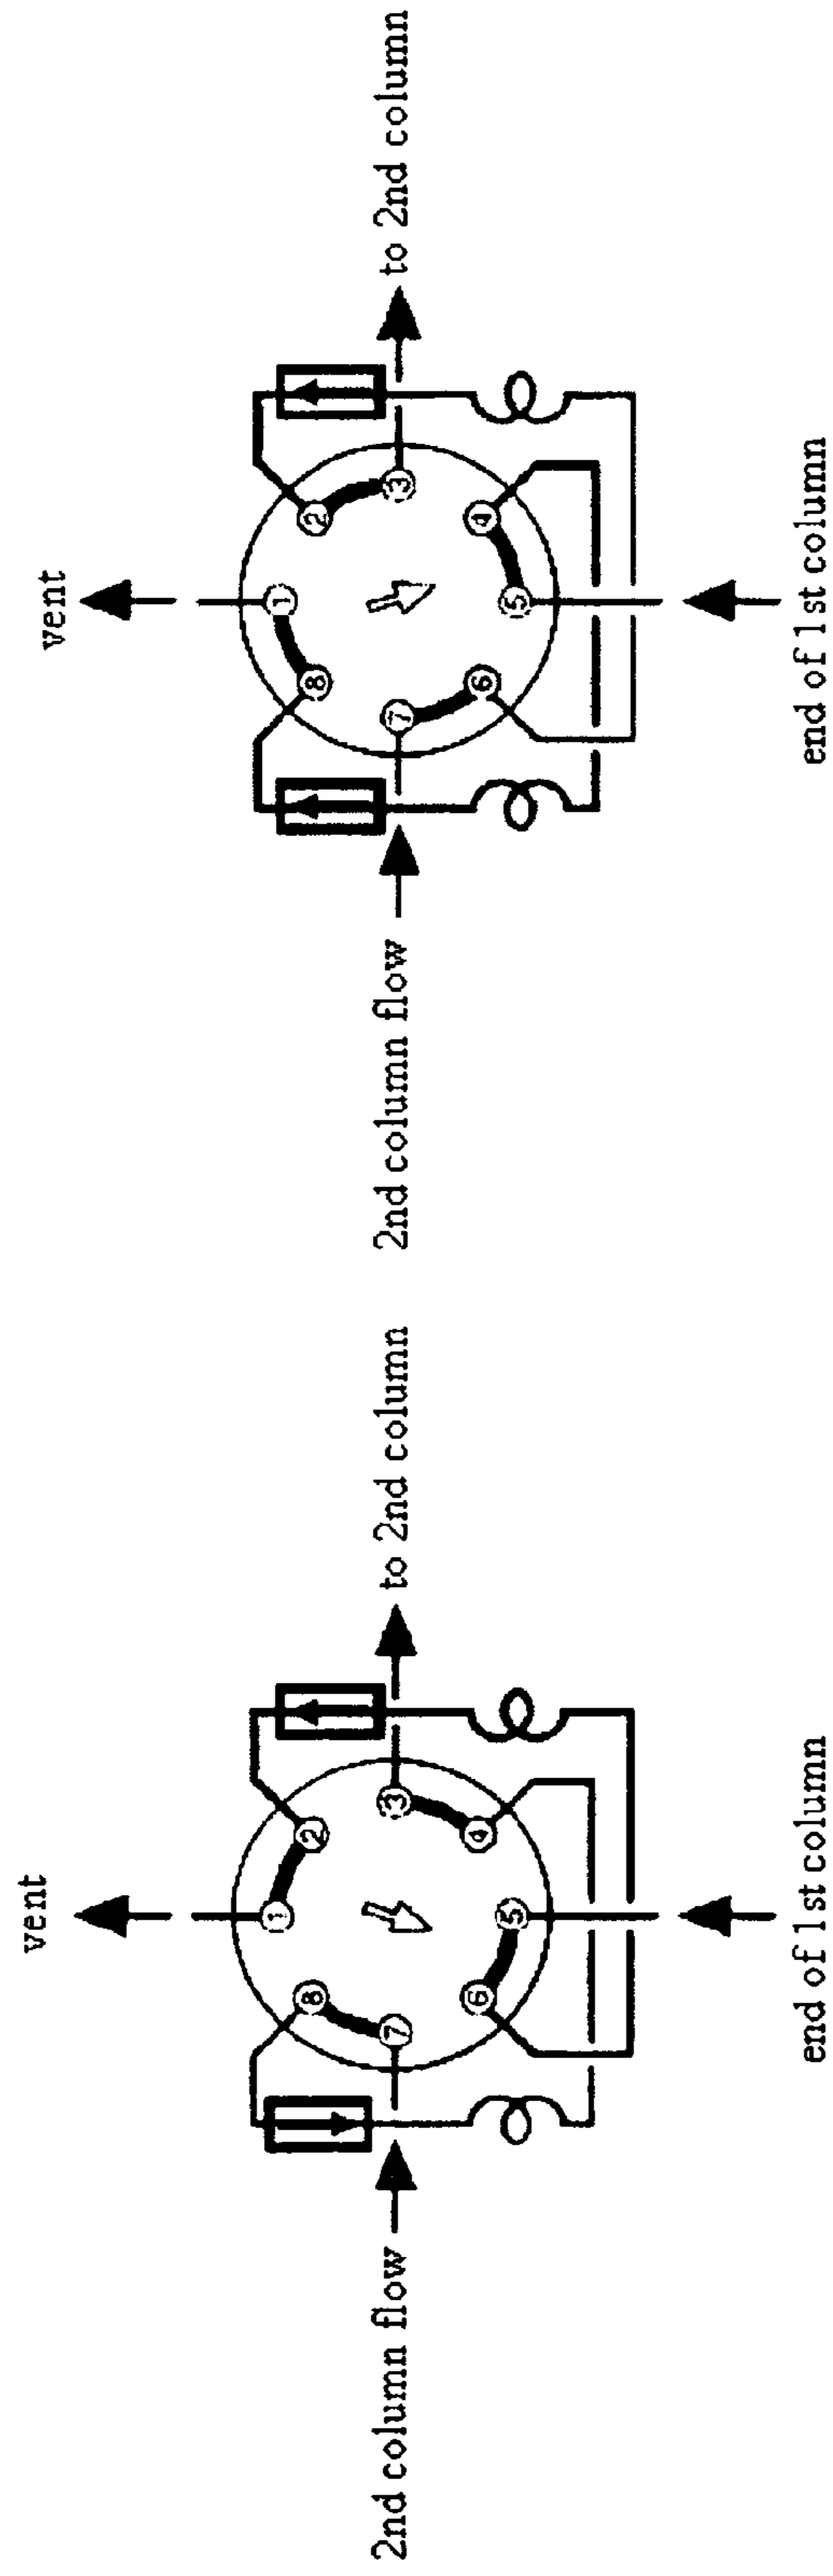 vent
1
8 2
2nd column flow 7 3 to 2nd column
6 4
5
end of 1st column
vent
1
8 2
2nd column flow 7 3 to 2nd column
6 4
5
end of 1st column